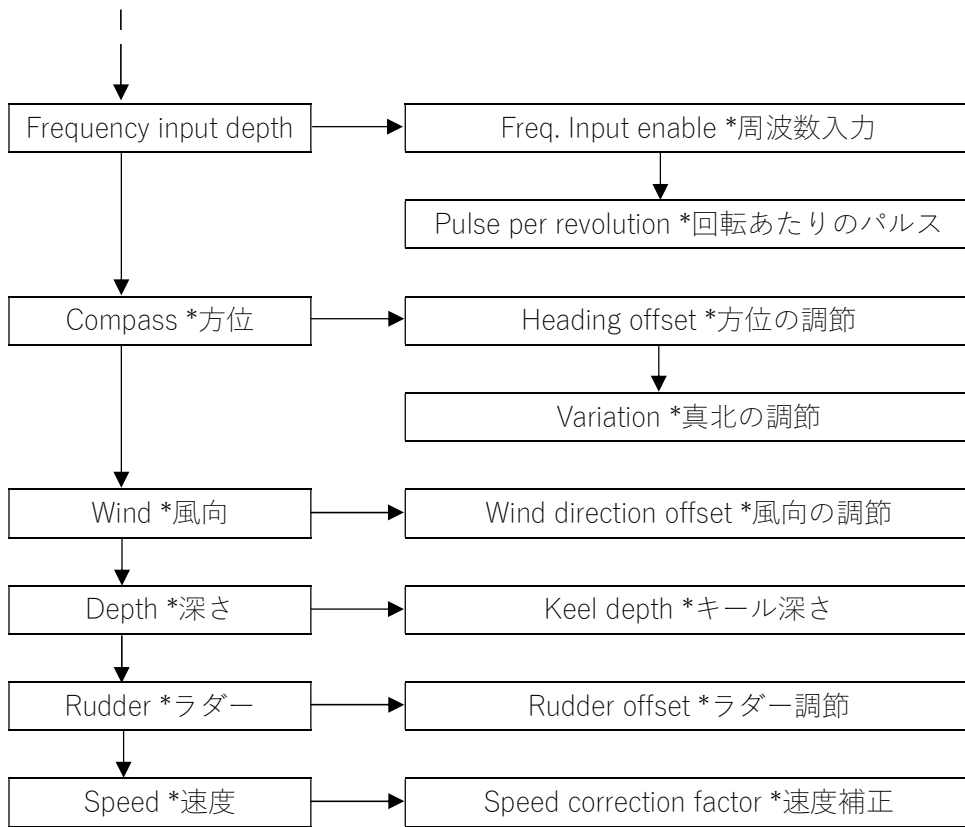 Frequency input depth
Freq. Input enable *周波数入力
Pulse per revolution *回転あたりのパルス
Compass *方位
Heading offset *方位の調節
Variation *真北の調節
Wind *風向
Wind direction offset *風向の調節
Depth *深さ
Keel depth *キール深さ
Rudder *ラダー
Rudder offset *ラダー調節
Speed *速度
Speed correction factor *速度補正